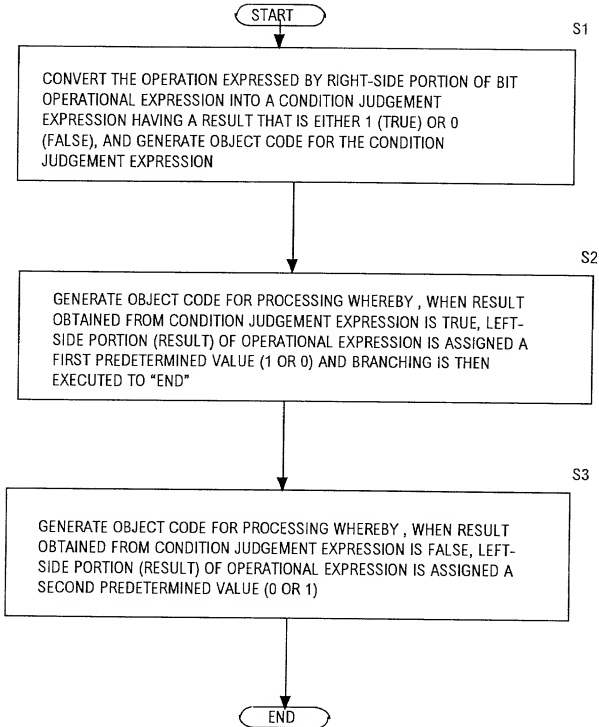 START
S1
CONVERT THE OPERATION EXPRESSED BY RIGHT-SIDE PORTION OF BIT
OPERATIONAL EXPRESSION INTO A CONDITION JUDGEMENT
EXPRESSION HAVING A RESULT THAT IS EITHER 1 (TRUE) OR 0
(FALSE), AND GENERATE OBJECT CODE FOR THE CONDITION
JUDGEMENT EXPRESSION
S2
GENERATE OBJECT CODE FOR PROCESSING WHEREBY , WHEN RESULT
OBTAINED FROM CONDITION JUDGEMENT EXPRESSION IS TRUE, LEFT-
SIDE PORTION (RESULT) OF OPERATIONAL EXPRESSION IS ASSIGNED A
FIRST PREDETERMINED VALUE (1 OR 0) AND BRANCHING IS THEN
EXECUTED TO “END”
S3
GENERATE OBJECT CODE FOR PROCESSING WHEREBY , WHEN RESULT
OBTAINED FROM CONDITION JUDGEMENT EXPRESSION IS FALSE, LEFT-
SIDE PORTION (RESULT) OF OPERATIONAL EXPRESSION IS ASSIGNED A
SECOND PREDETERMINED VALUE (0 OR 1)
END